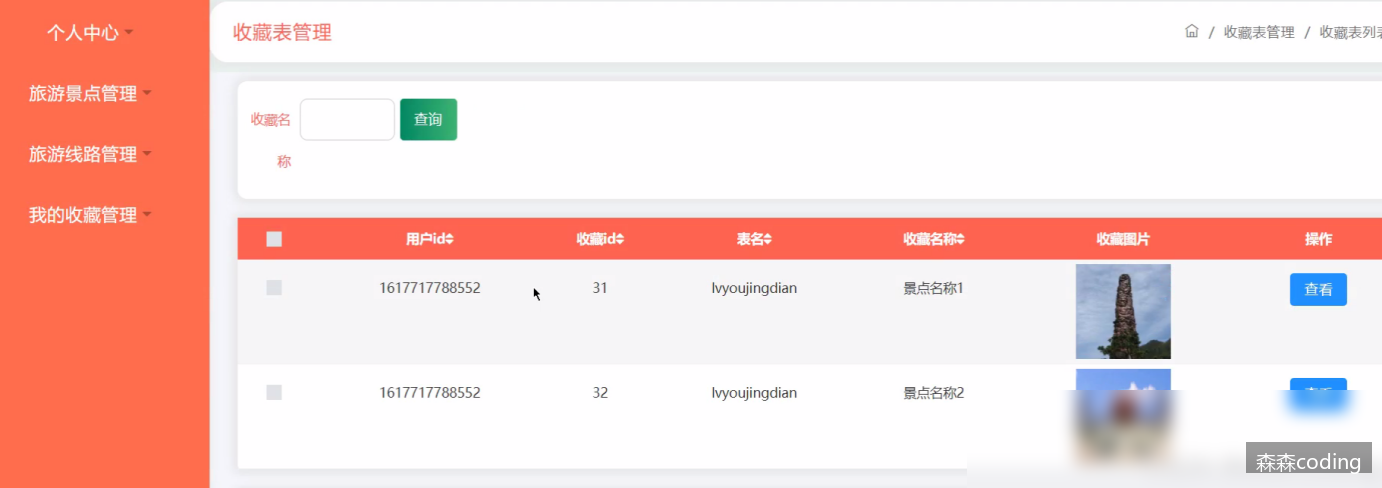 个人中心
旅游景点管理
旅游线路管理
我的收藏管理
收藏表管理
/ 收藏表管理 / 收藏表列表
收藏名
称
查询
用户id 收藏id 表名 收藏名称 收藏图片 操作
1617717788552 31 lvyoujingdian 景点名称1 查看
1617717788552 32 lvyoujingdian 景点名称2
森森coding